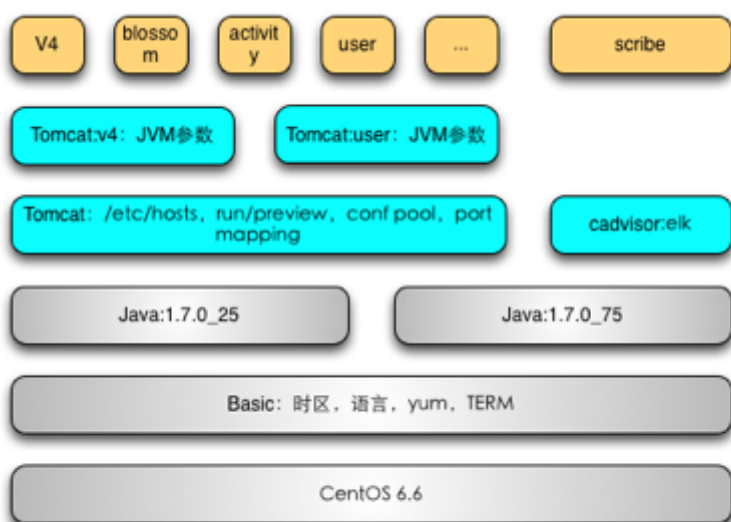 V4
blosso
m
activit
y
user
...
scribe
Tomcat:v4：JVM参数
Tomcat:user：JVM参数
Tomcat：/etc/hosts，run/preview，conf pool，port
mapping
cadvisor:elk
Java:1.7.0_25
Java:1.7.0_75
Basic：时区，语言，yum，TERM
CentOS 6.6